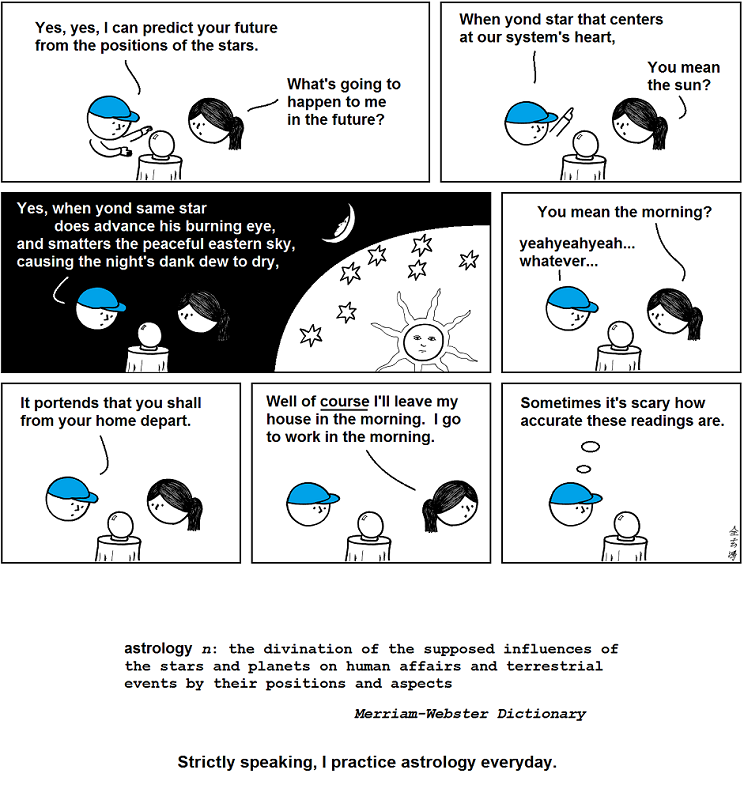 Yes, yes, I can predict your future
from the positions of the stars.
What's going to
happen to me
in the future?
When yond star that centers
at our system's heart,
You mean
the sun?
Yes, when yond same star
does advance his burning eye,
and smatters the peaceful eastern sky,
causing the night's dank dew to dry,
You mean the morning?
yeahyeahyeah...
whatever...
It portends that you shall
from your home depart.
Well of course I'll leave my
house in the morning. I go
to work in the morning.
Sometimes it's scary how
accurate these readings are.
astrology n: the divination of the supposed influences of
the stars and planets on human affairs and terrestrial
events by their positions and aspects
Merriam-Webster Dictionary
Strictly speaking, I practice astrology everyday.